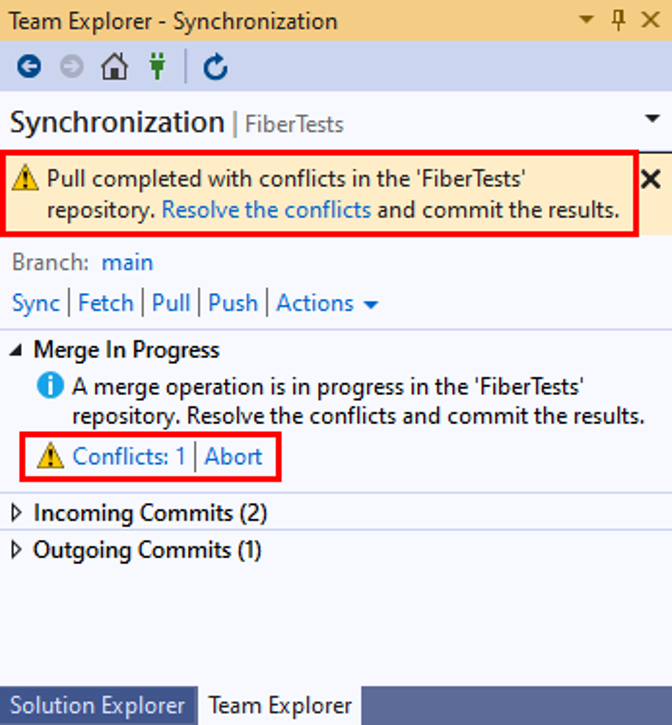 Team Explorer - Synchronization
Synchronization | FiberTests
Pull completed with conflicts in the 'FiberTests'
repository. Resolve the conflicts and commit the results.
Branch: main
Sync | Fetch | Pull | Push | Actions
Merge In Progress
A merge operation is in progress in the 'FiberTests'
repository. Resolve the conflicts and commit the results.
Conflicts: 1 | Abort
Incoming Commits (2)
Outgoing Commits (1)
Solution Explorer Team Explorer